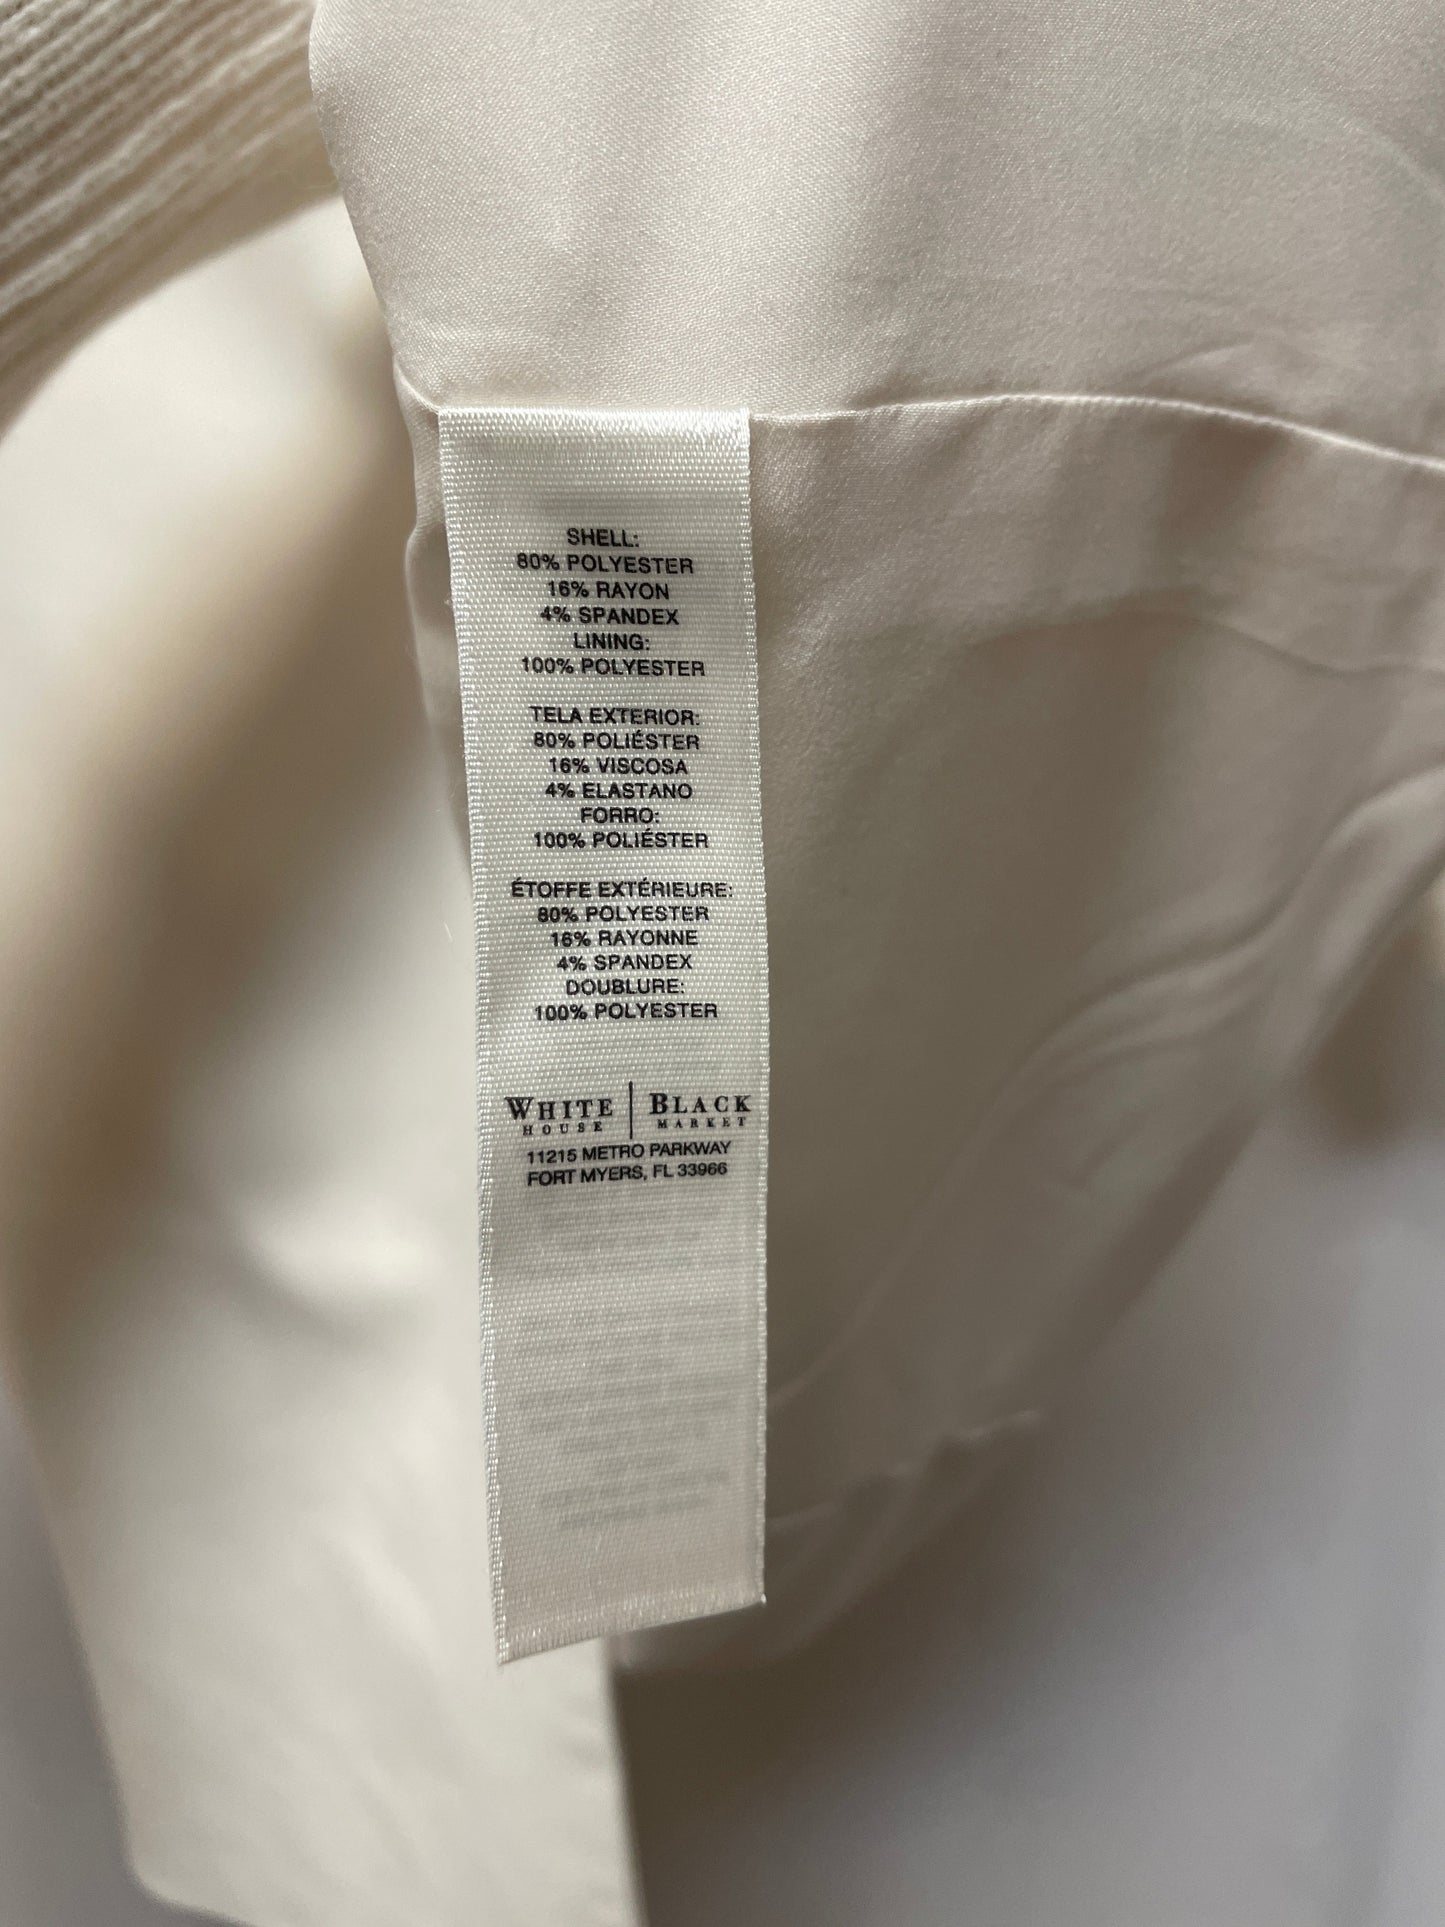 SHELL:
80% POLYESTER
16% RAYON
4% SPANDEX
LINING:
100% POLYESTER
TELA EXTERIOR:
80% POLIÉSTER
16% VISCOSA
4% ELASTANO
FORRO:
100% POLIÉSTER
ÉTOFFE EXTÉRIEURE:
80% POLYESTER
16% RAYONNE
4% SPANDEX
DOUBLURE:
100% POLYESTER
WHITE | BLACK
HOUSE MARKET
11215 METRO PARKWAY
FORT MYERS, FL 33966